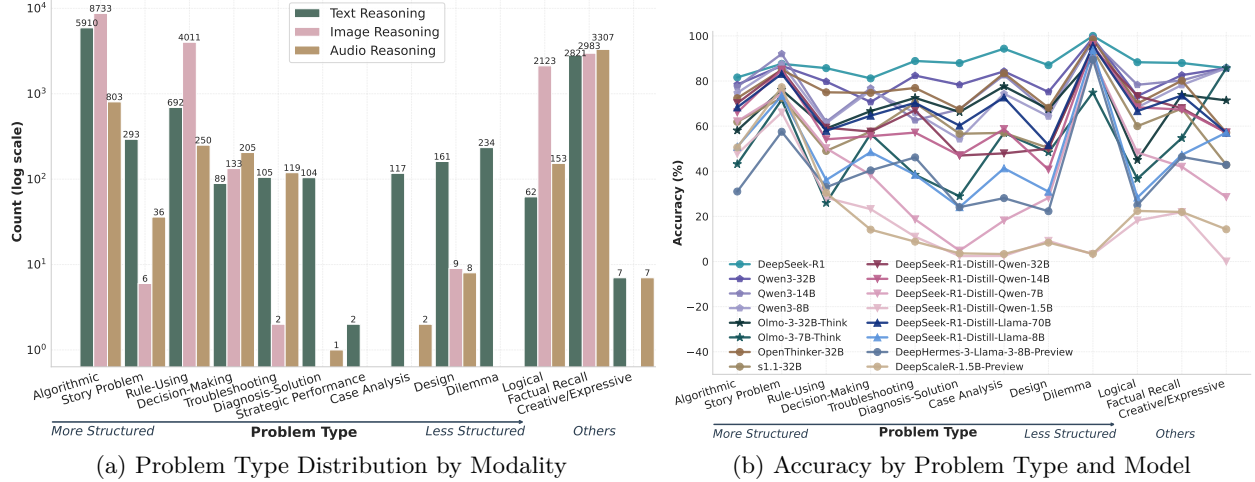 Count (log scale)
10⁴
10³
10²
10¹
10⁰
Text Reasoning
Image Reasoning
Audio Reasoning
5910
8733
803
293
6
36
692
4011
250
89
133
205
105
2
119
104
1
2
117
2
161
9
8
234
62
2123
153
2821
2983
3307
7
7
Algorithmic
Story Problem
Rule-Using
Decision-Making
Troubleshooting
Diagnosis-Solution
Strategic Performance
Case Analysis
Design
Dilemma
Logical
Factual Recall
Creative/Expressive
More Structured
Problem Type
Less Structured
Others
(a) Problem Type Distribution by Modality
Accuracy (%)
100
80
60
40
20
0
−20
−40
DeepSeek-R1
Qwen3-32B
Qwen3-14B
Qwen3-8B
Olmo-3-32B-Think
Olmo-3-7B-Think
OpenThinker-32B
s1.1-32B
DeepSeek-R1-Distill-Qwen-32B
DeepSeek-R1-Distill-Qwen-14B
DeepSeek-R1-Distill-Qwen-7B
DeepSeek-R1-Distill-Qwen-1.5B
DeepSeek-R1-Distill-Llama-70B
DeepSeek-R1-Distill-Llama-8B
DeepHermes-3-Llama-3-8B-Preview
DeepScaleR-1.5B-Preview
Algorithmic
Story Problem
Rule-Using
Decision-Making
Troubleshooting
Diagnosis-Solution
Case Analysis
Design
Dilemma
Logical
Factual Recall
Creative/Expressive
More Structured
Problem Type
Less Structured
Others
(b) Accuracy by Problem Type and Model